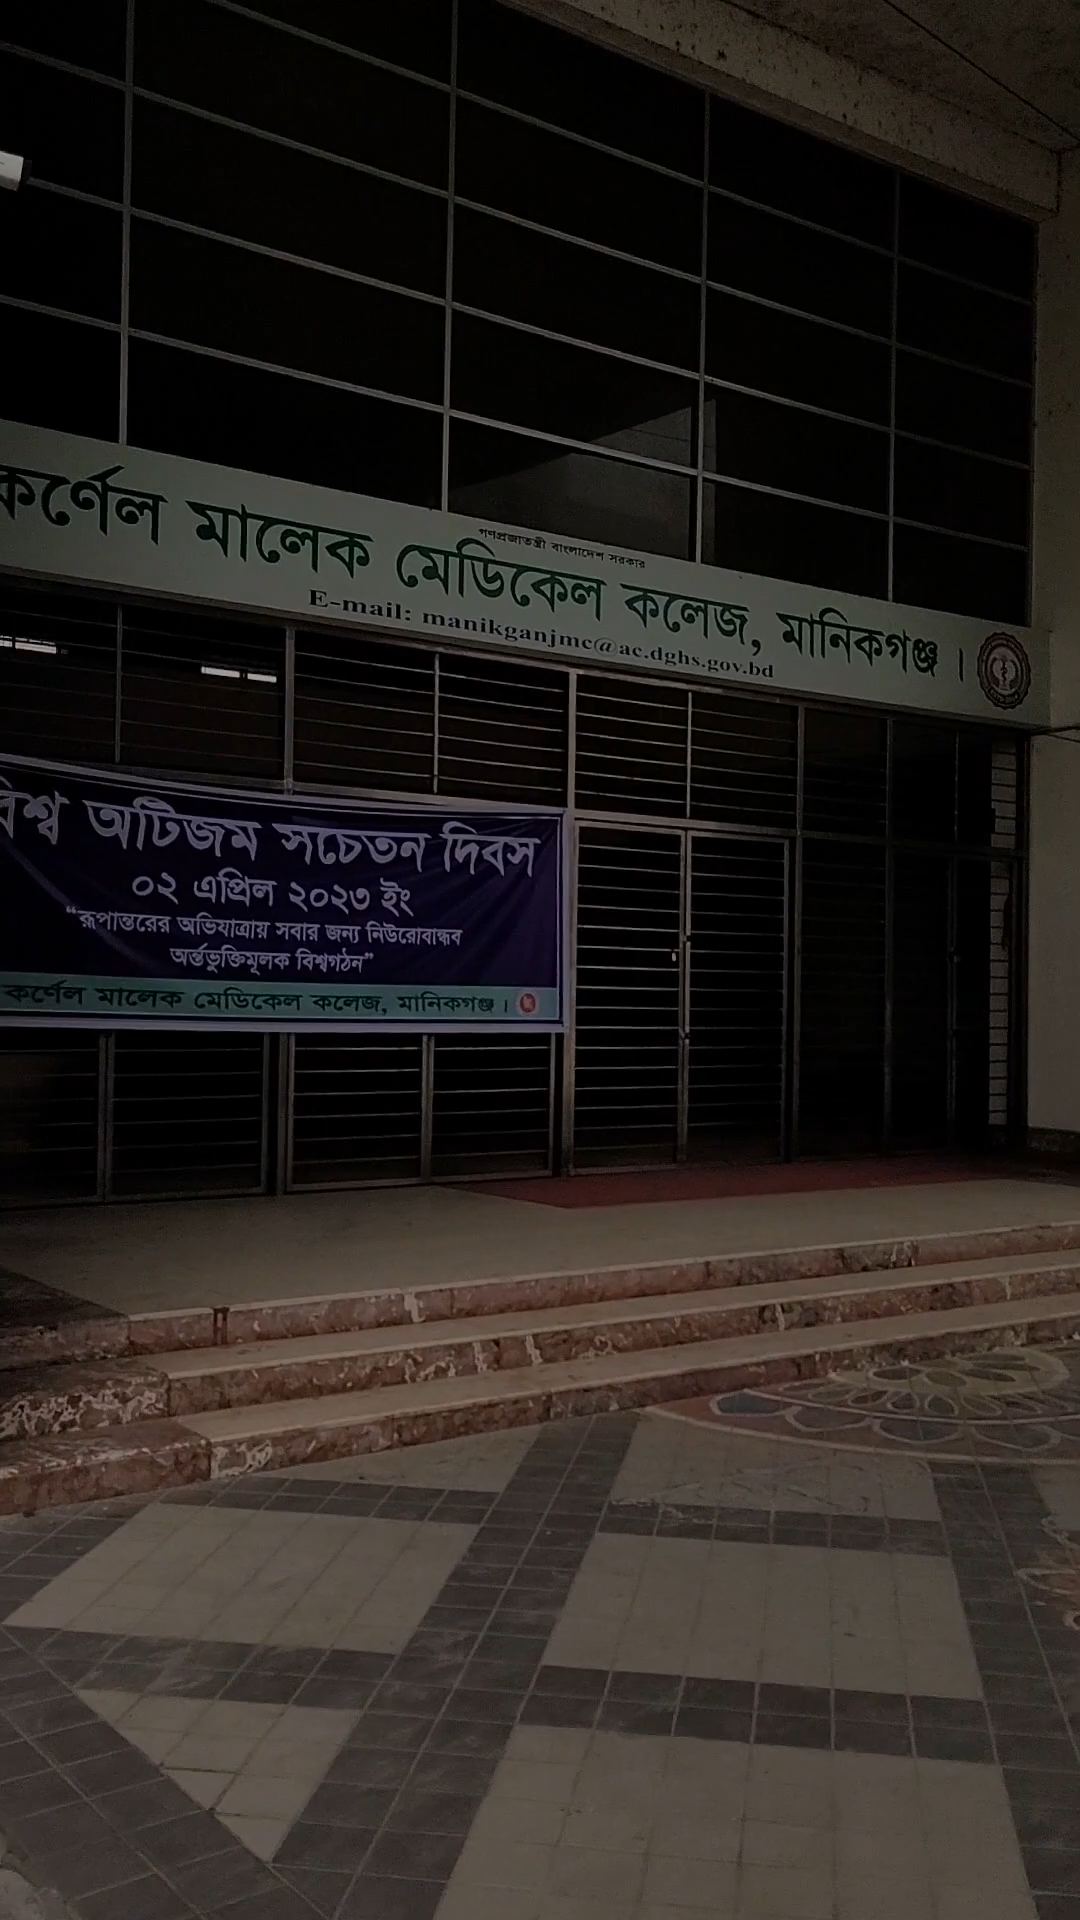 গণপ্রজাতন্ত্রী বাংলাদেশ সরকার
কর্ণেল মালেক মেডিকেল কলেজ, মানিকগঞ্জ।
E-mail: manikganjmc@ac.dghs.gov.bd
বিশ্ব অটিজম সচেতন দিবস
০২ এপ্রিল ২০২৩ ইং
“রূপান্তরের অভিযাত্রায় সবার জন্য নিউরোবান্ধব
অর্ন্তভুক্তিমূলক বিশ্বগঠন”
কর্ণেল মালেক মেডিকেল কলেজ, মানিকগঞ্জ।